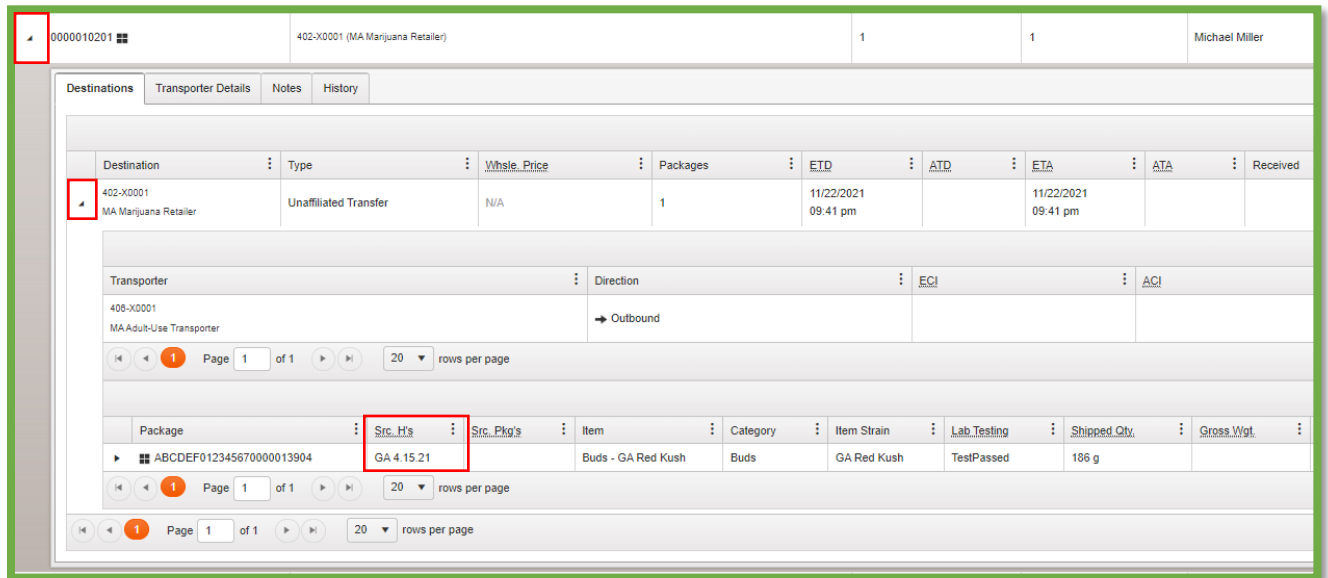 0000010201 402-X0001 (MA Marijuana Retailer) 1 1 Michael Miller
Destinations Transporter Details Notes History
Destination Type Whsle. Price Packages ETD ATD ETA ATA Received
402-X0001 MA Marijuana Retailer Unaffiliated Transfer N/A 1 11/22/2021 09:41 pm 11/22/2021 09:41 pm
Transporter Direction ECI ACI
406-X0001 MA Adult-Use Transporter Outbound
1 Page 1 of 1 20 rows per page
Package Src. H's Src. Pkg's Item Category Item Strain Lab Testing Shipped Qty. Gross Wgt.
ABCDEF012345670000013904 GA 4.15.21 Buds - GA Red Kush Buds GA Red Kush TestPassed 186 g
1 Page 1 of 1 20 rows per page
1 Page 1 of 1 20 rows per page